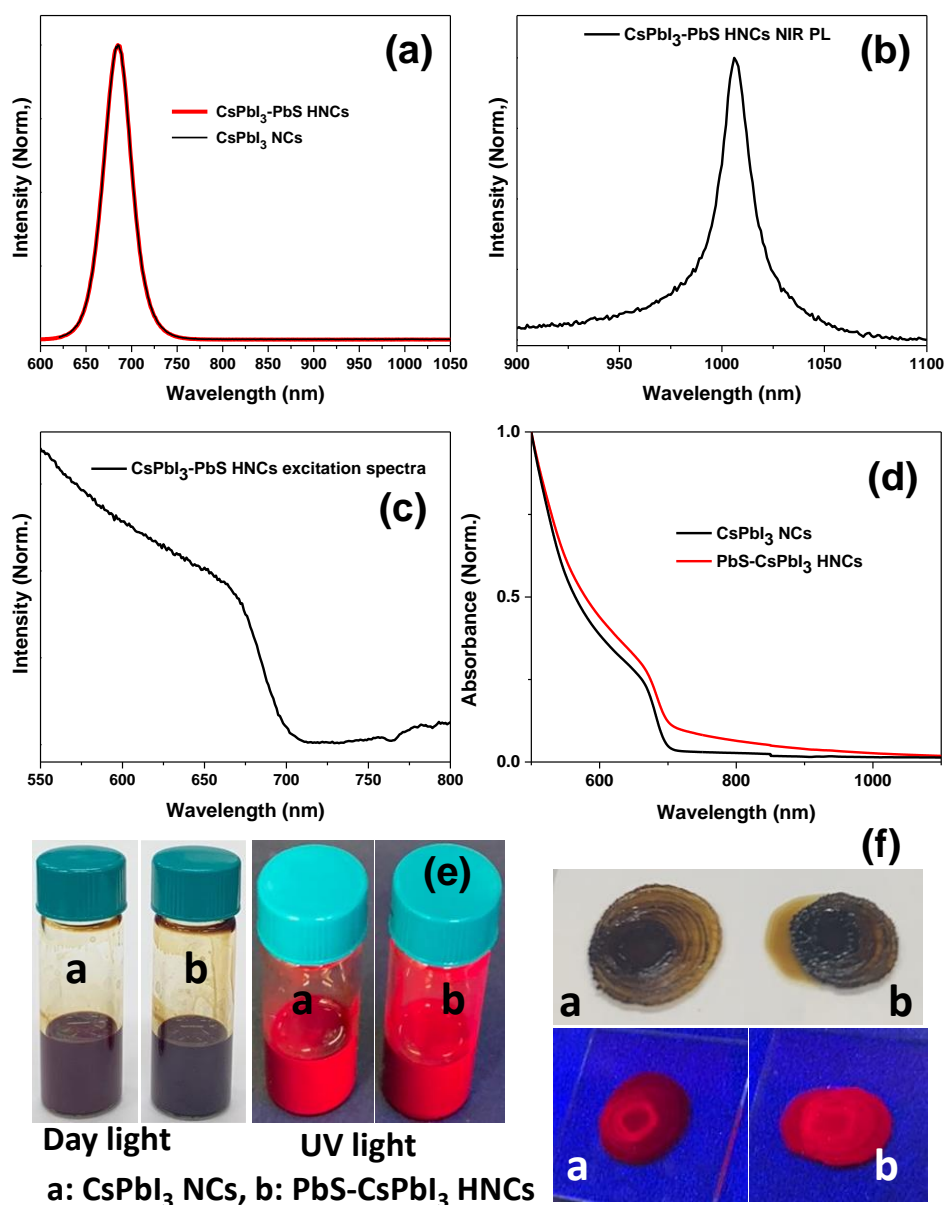 (a)
CsPbI₃-PbS HNCs
CsPbI₃ NCs
Intensity (Norm,)
600 650 700 750 800 850 900 950 1000 1050
Wavelength (nm)
(b)
CsPbI₃-PbS HNCs NIR PL
Intensity (Norm,)
900 950 1000 1050 1100
Wavelength (nm)
(c)
CsPbI₃-PbS HNCs excitation spectra
Intensity (Norm.)
550 600 650 700 750 800
Wavelength (nm)
(d)
CsPbI₃ NCs
PbS-CsPbI₃ HNCs
Absorbance (Norm.)
1.0
0.5
0.0
600 800 1000
Wavelength (nm)
(e)
a b a b
Day light UV light
a: CsPbI₃ NCs, b: PbS-CsPbI₃ HNCs
(f)
a b
a b